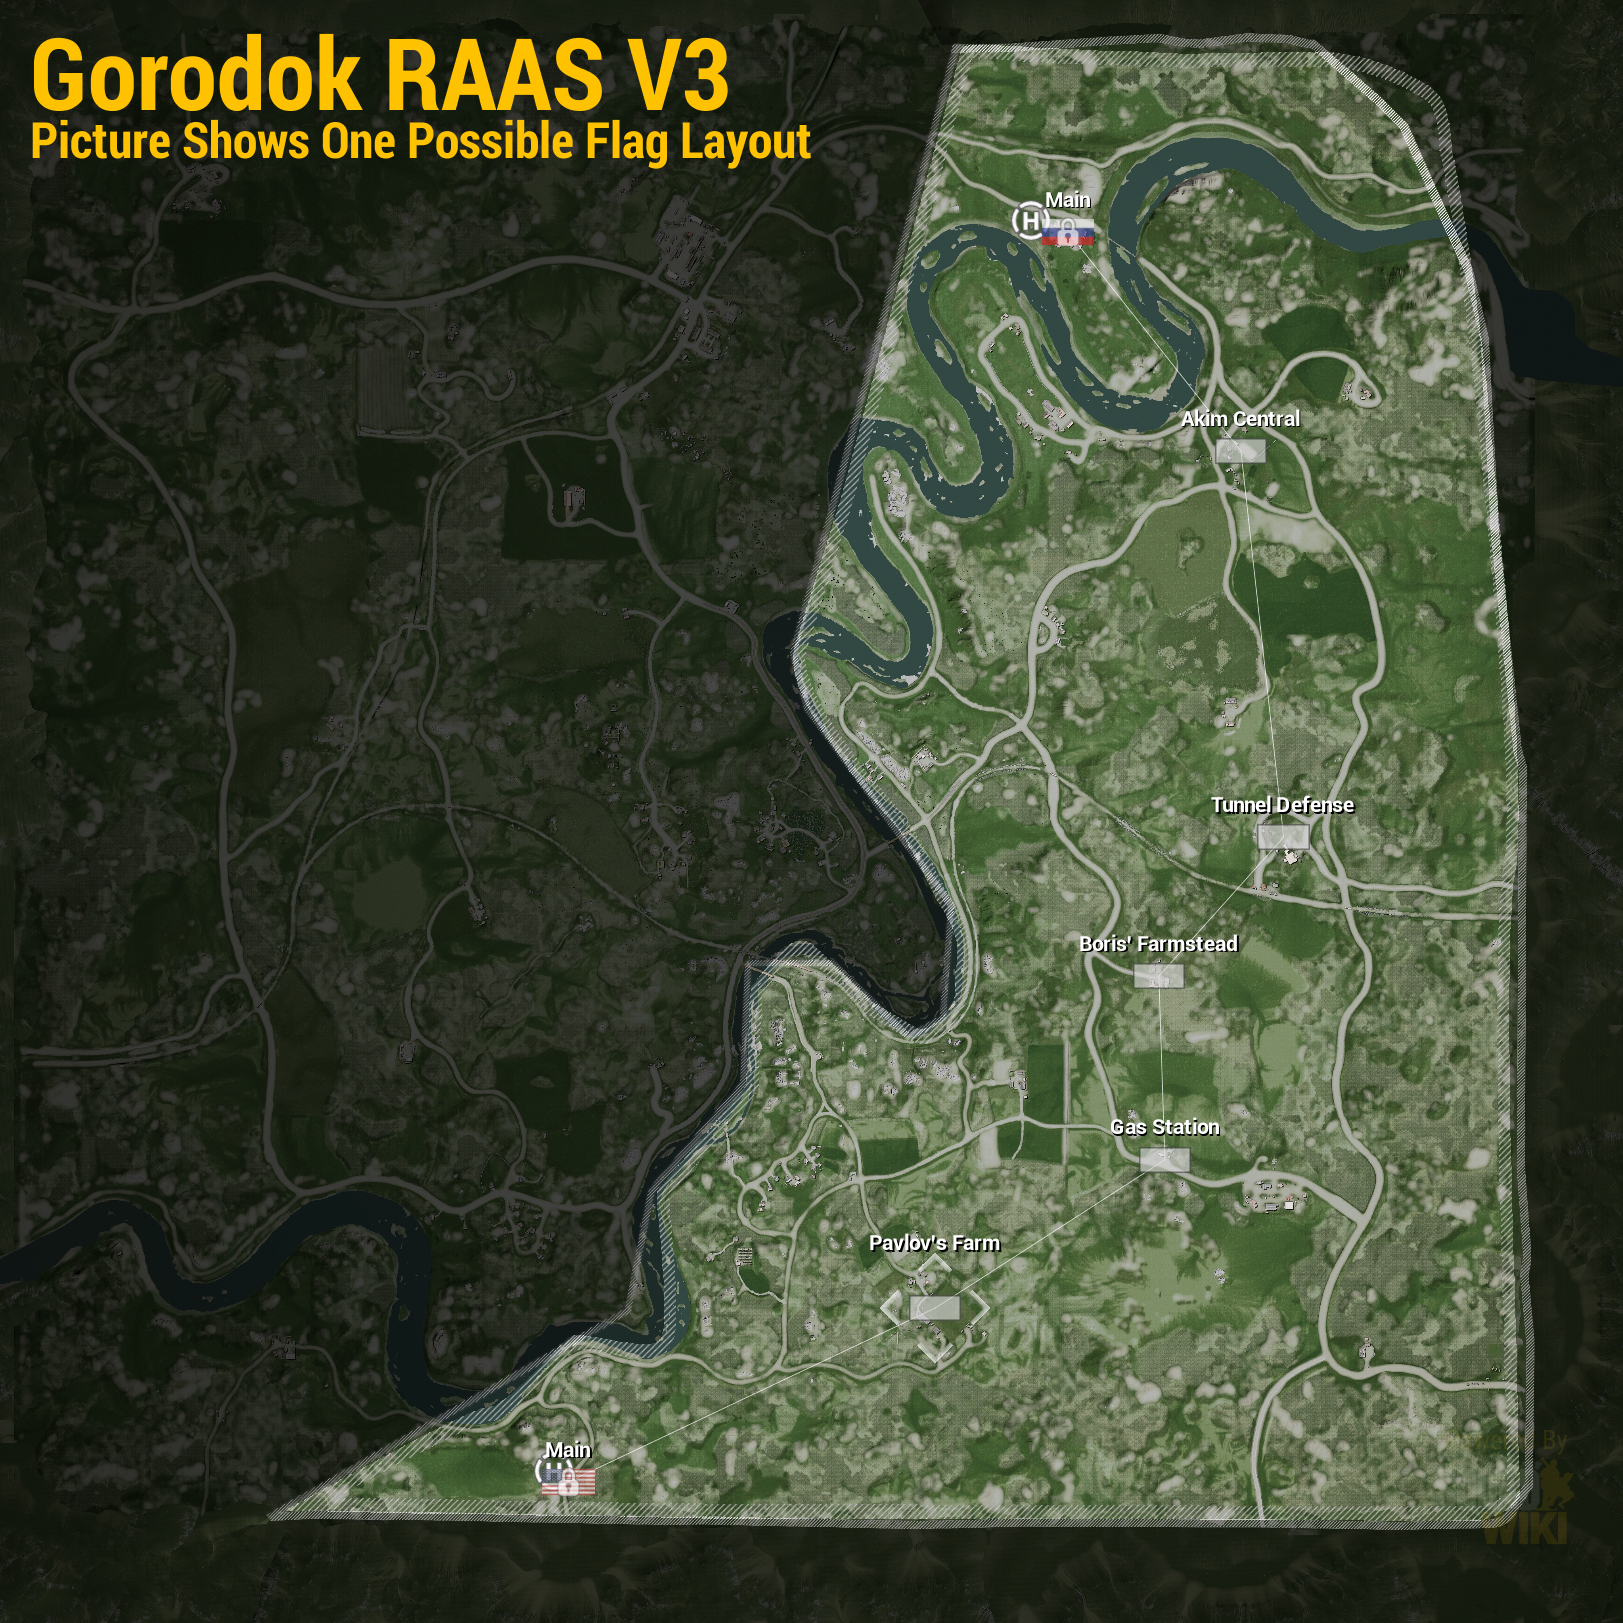 Gorodok RAAS V3
Picture Shows One Possible Flag Layout
Main
H
Akim Central
Tunnel Defense
Boris' Farmstead
Gas Station
Pavlov's Farm
Main
H
By
WIKI